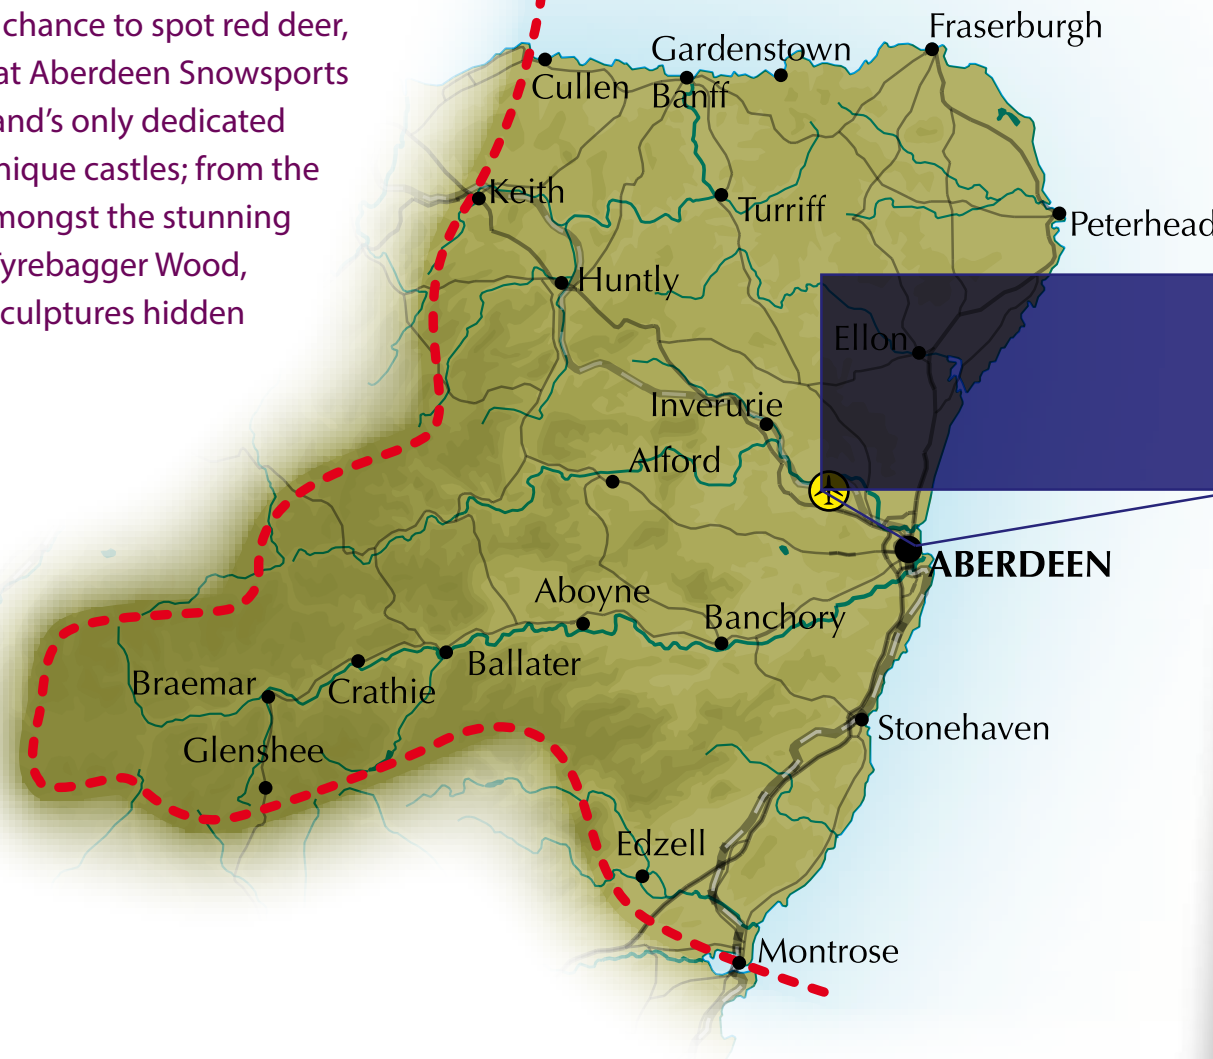 chance to spot red deer,
at Aberdeen Snowsports
and's only dedicated
nique castles; from the
mongst the stunning
Tyrebagger Wood,
culptures hidden
Fraserburgh
Gardenstown
Cullen
Banff
Keith
Turriff
Peterhead
Huntly
Ellon
Inverurie
Alford
ABERDEEN
Aboyne
Banchory
Ballater
Braemar
Crathie
Stonehaven
Glenshee
Edzell
Montrose